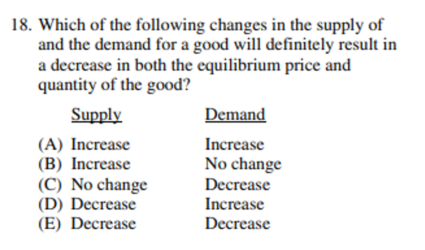 18. Which of the following changes in the supply of
and the demand for a good will definitely result in
a decrease in both the equilibrium price and
quantity of the good?
Supply Demand
(A) Increase Increase
(B) Increase No change
(C) No change Decrease
(D) Decrease Increase
(E) Decrease Decrease